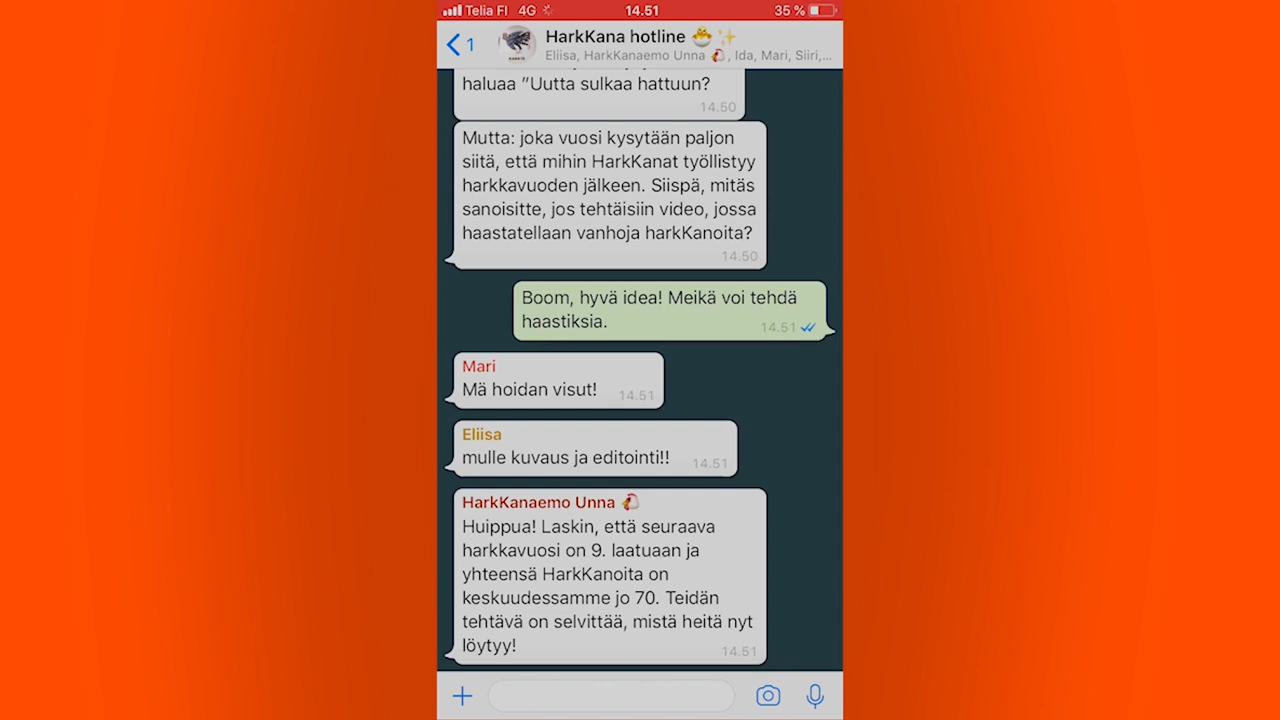 Telia FI 4G 14.51 35 %
1 HarkKana hotline 🐣 ✨
Eliisa, HarkKanaemo Unna 🐔, Ida, Mari, Siiri,...
haluaa ”Uutta sulkaa hattuun?
14.50
Mutta: joka vuosi kysytään paljon
siitä, että mihin HarkKanat työllistyy
harkkavuoden jälkeen. Siispä, mitäs
sanoisitte, jos tehtäisiin video, jossa
haastatellaan vanhoja harkKanoita?
14.50
Boom, hyvä idea! Meikä voi tehdä
haastiksia. 14.51
Mari
Mä hoidan visut! 14.51
Eliisa
mulle kuvaus ja editointi!! 14.51
HarkKanaemo Unna 🐔
Huippua! Laskin, että seuraava
harkkavuosi on 9. laatuaan ja
yhteensä HarkKanoita on
keskuudessamme jo 70. Teidän
tehtävä on selvittää, mistä heitä nyt
löytyy! 14.51